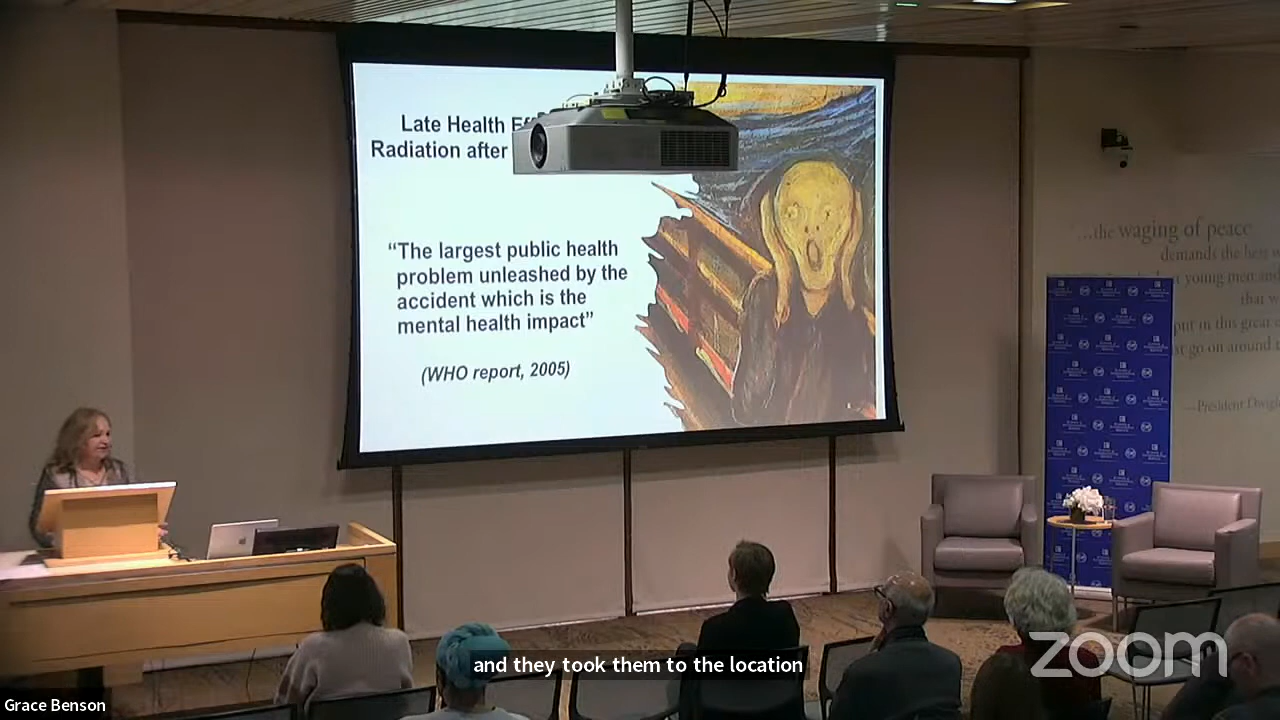 Late Health Ef
Radiation after
“The largest public health
problem unleashed by the
accident which is the
mental health impact”
(WHO report, 2005)
...the waging of peace
demands the best
young men and
that
put in this great
go on around
—President
and they took them to the location
zoom
Grace Benson